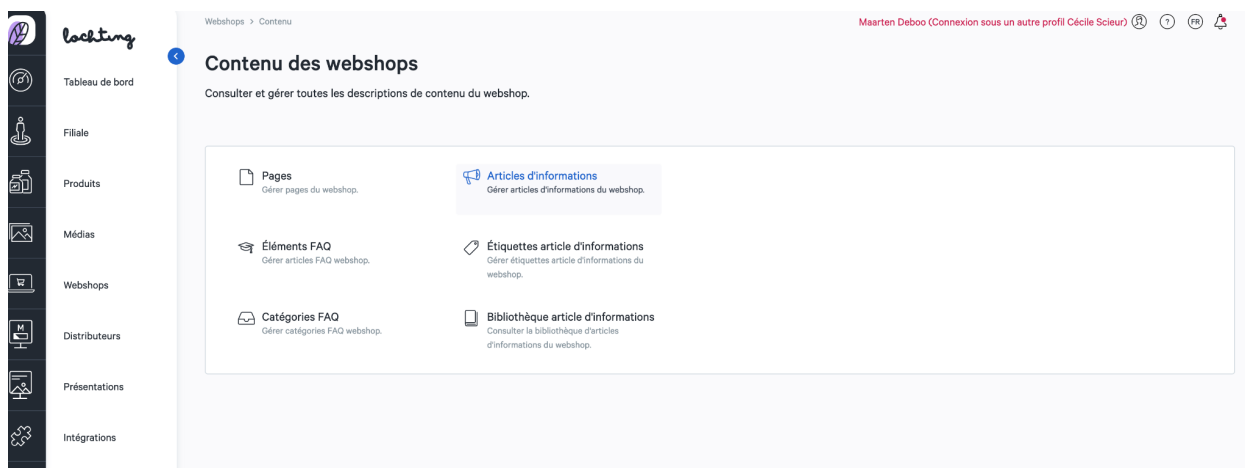 lochting
Tableau de bord
Filiale
Produits
Médias
Webshops
M
Distributeurs
Présentations
Intégrations
Webshops > Contenu
Maarten Deboo (Connexion sous un autre profil Cécile Scieur)
?
FR
Contenu des webshops
Consulter et gérer toutes les descriptions de contenu du webshop.
Pages
Gérer pages du webshop.
Articles d'informations
Gérer articles d'informations du webshop.
Éléments FAQ
Gérer articles FAQ webshop.
Étiquettes article d'informations
Gérer étiquettes article d'informations du
webshop.
Catégories FAQ
Gérer catégories FAQ webshop.
Bibliothèque article d'informations
Consulter la bibliothèque d'articles
d'informations du webshop.